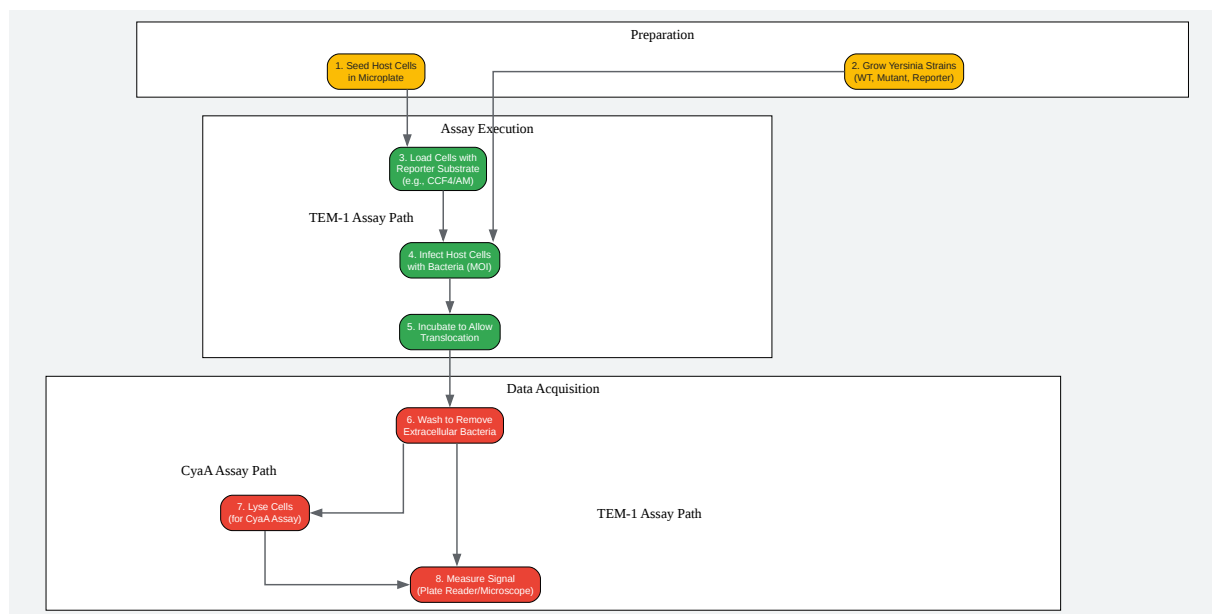 Preparation
1. Seed Host Cells
in Microplate
2. Grow Yersinia Strains
(WT, Mutant, Reporter)
Assay Execution
3. Load Cells with
Reporter Substrate
(e.g., CCF4/AM)
TEM-1 Assay Path
4. Infect Host Cells
with Bacteria (MOI)
5. Incubate to Allow
Translocation
Data Acquisition
6. Wash to Remove
Extracellular Bacteria
CyaA Assay Path
7. Lyse Cells
(for CyaA Assay)
TEM-1 Assay Path
8. Measure Signal
(Plate Reader/Microscope)